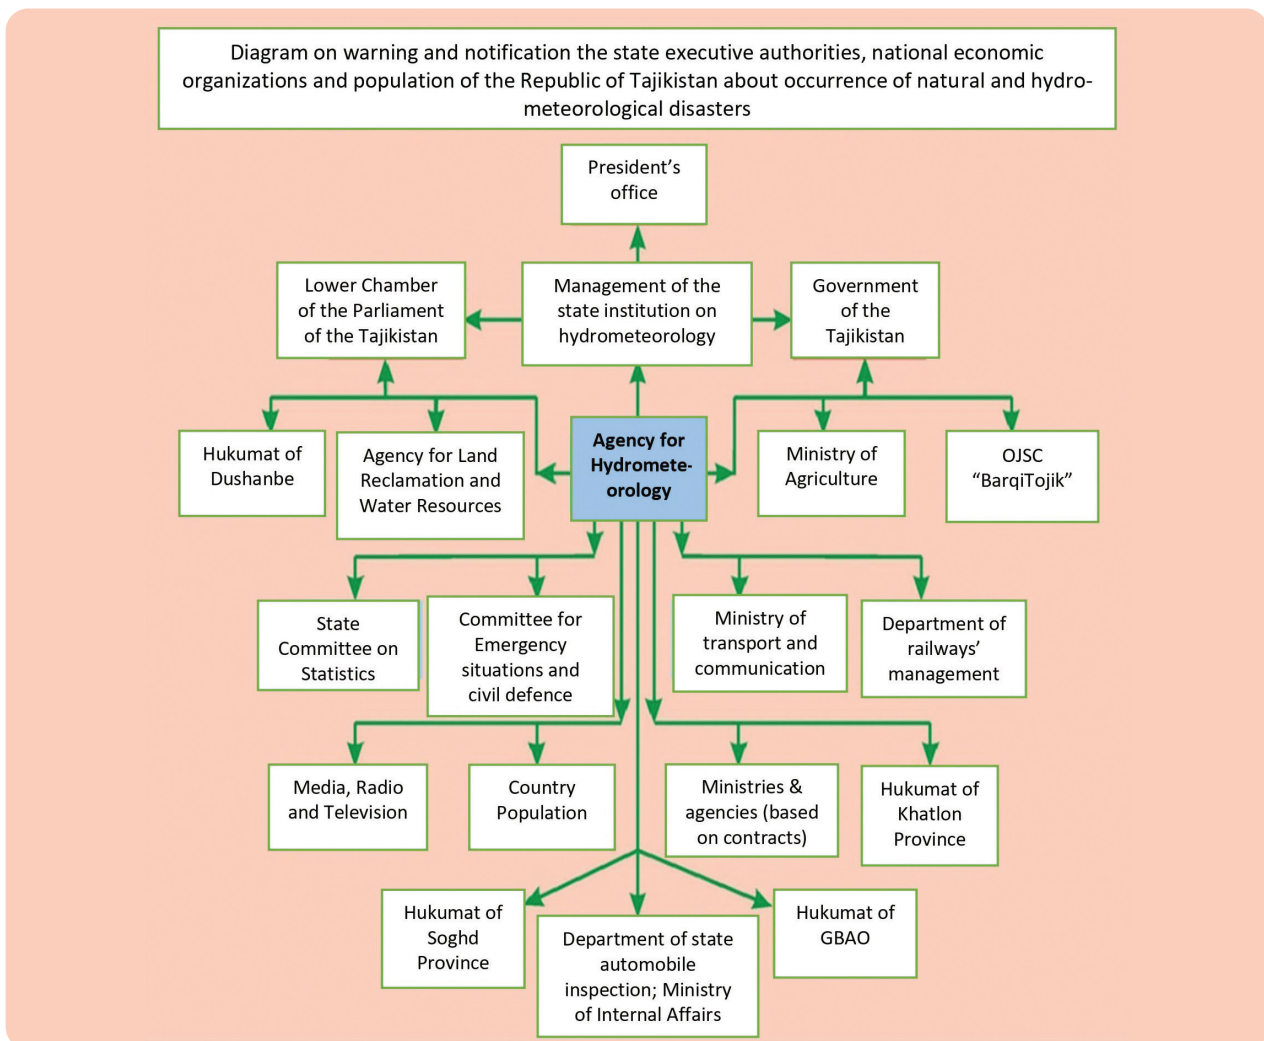 Diagram on warning and notification the state executive authorities, national economic
organizations and population of the Republic of Tajikistan about occurrence of natural and hydro-
meteorological disasters
President’s
office
Lower Chamber
of the Parliament
of the Tajikistan
Management of the
state institution on
hydrometeorology
Government
of the
Tajikistan
Hukumat of
Dushanbe
Agency for Land
Reclamation and
Water Resources
Agency for
Hydromete-
orology
Ministry of
Agriculture
OJSC
“BarqiTojik”
State
Committee on
Statistics
Committee for
Emergency
situations and
civil defence
Ministry of
transport and
communication
Department of
railways’
management
Media, Radio
and Television
Country
Population
Ministries &
agencies (based
on contracts)
Hukumat of
Khatlon
Province
Hukumat of
Soghd
Province
Department of state
automobile
inspection; Ministry
of Internal Affairs
Hukumat of
GBAO